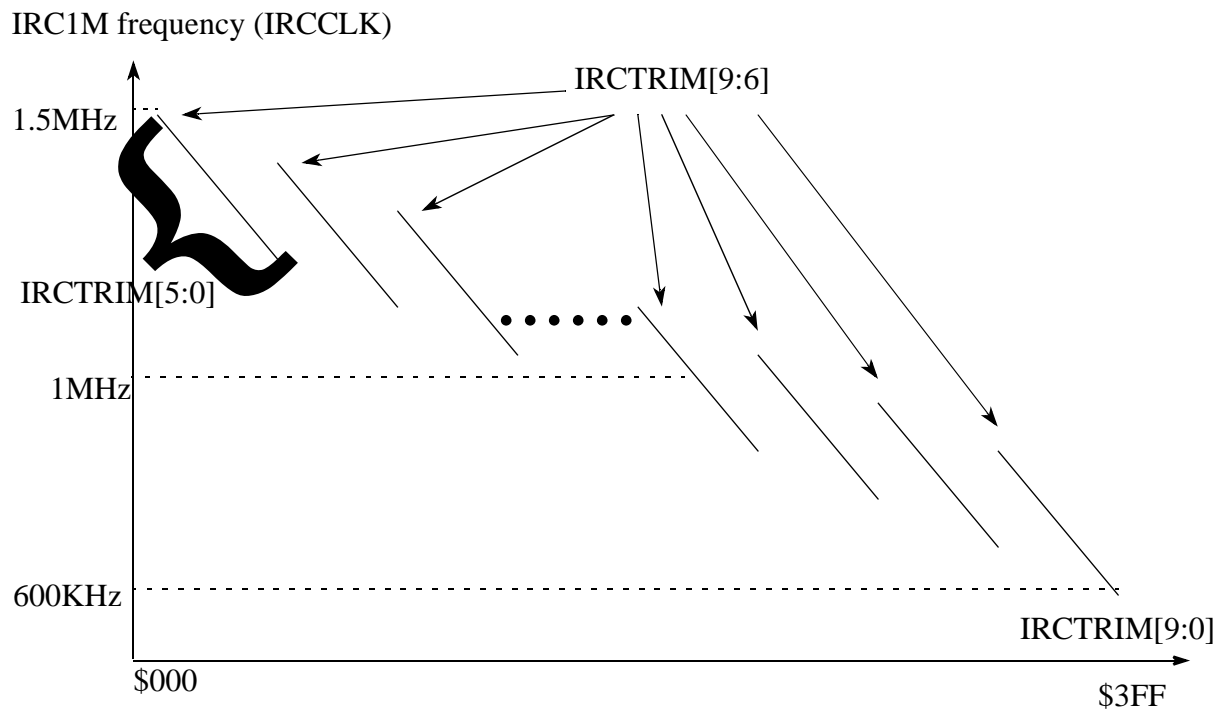 IRC1M frequency (IRCCLK)
IRCTRIM[9:6]
1.5MHz
IRCTRIM[5:0]
1MHz
600KHz
IRCTRIM[9:0]
$000
$3FF